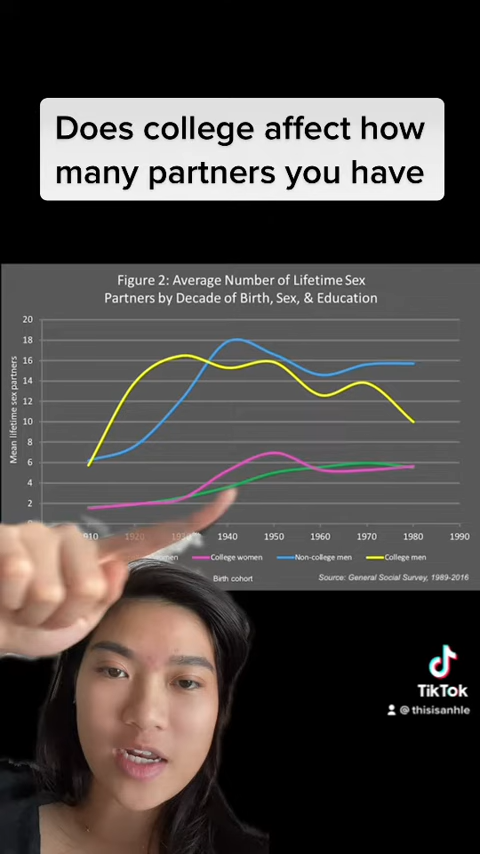 Does college affect how
many partners you have
Figure 2: Average Number of Lifetime Sex
Partners by Decade of Birth, Sex, & Education
Mean lifetime sex partners
20
18
16
14
12
10
8
6
4
2
1920 1930 1940 1950 1960 1970 1980 1990
College women Non-college men College men
Birth cohort
Source: General Social Survey, 1989-2016
TikTok
@ thisisanhle